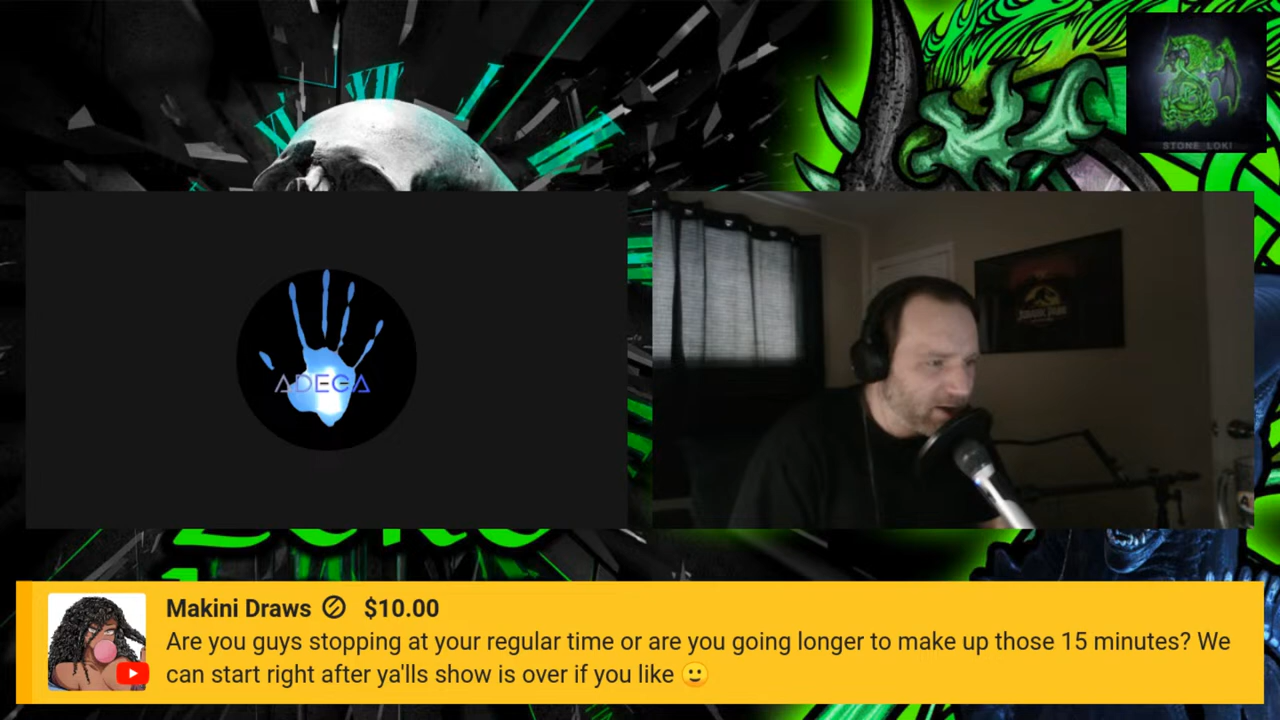 VII
STONE LOKI
JURASSIC PARK
ADEGA
Makini Draws $10.00
Are you guys stopping at your regular time or are you going longer to make up those 15 minutes? We
can start right after ya'lls show is over if you like 🙂